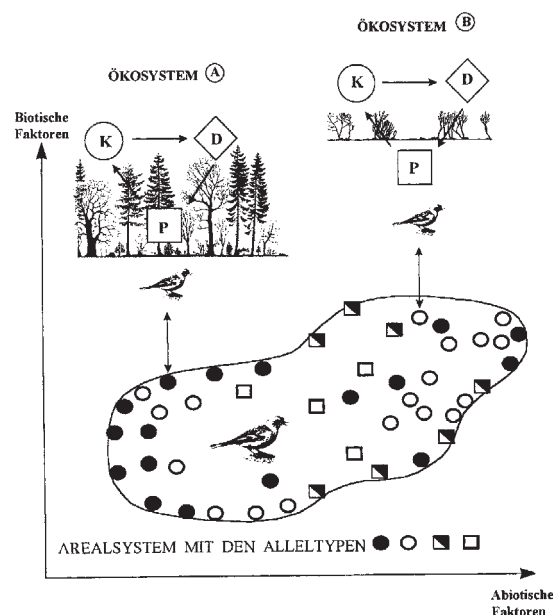 ÖKOSYSTEM B
K D
P
ÖKOSYSTEM A
K D
P
Biotische
Faktoren
AREALSYSTEM MIT DEN ALLELTYPEN
Abiotische
Faktoren